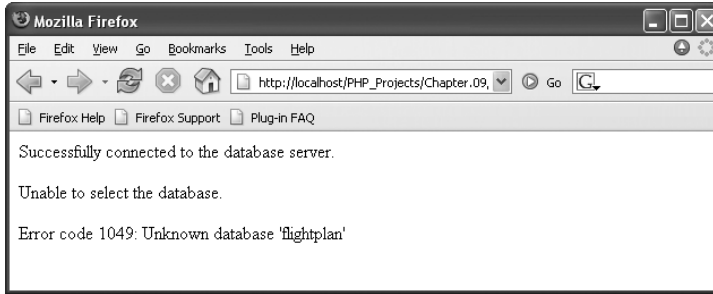 Mozilla Firefox
File Edit View Go Bookmarks Tools Help
http://localhost/PHP_Projects/Chapter.09, Go G
Firefox Help Firefox Support Plug-in FAQ
Successfully connected to the database server.
Unable to select the database.
Error code 1049: Unknown database 'flightplan'